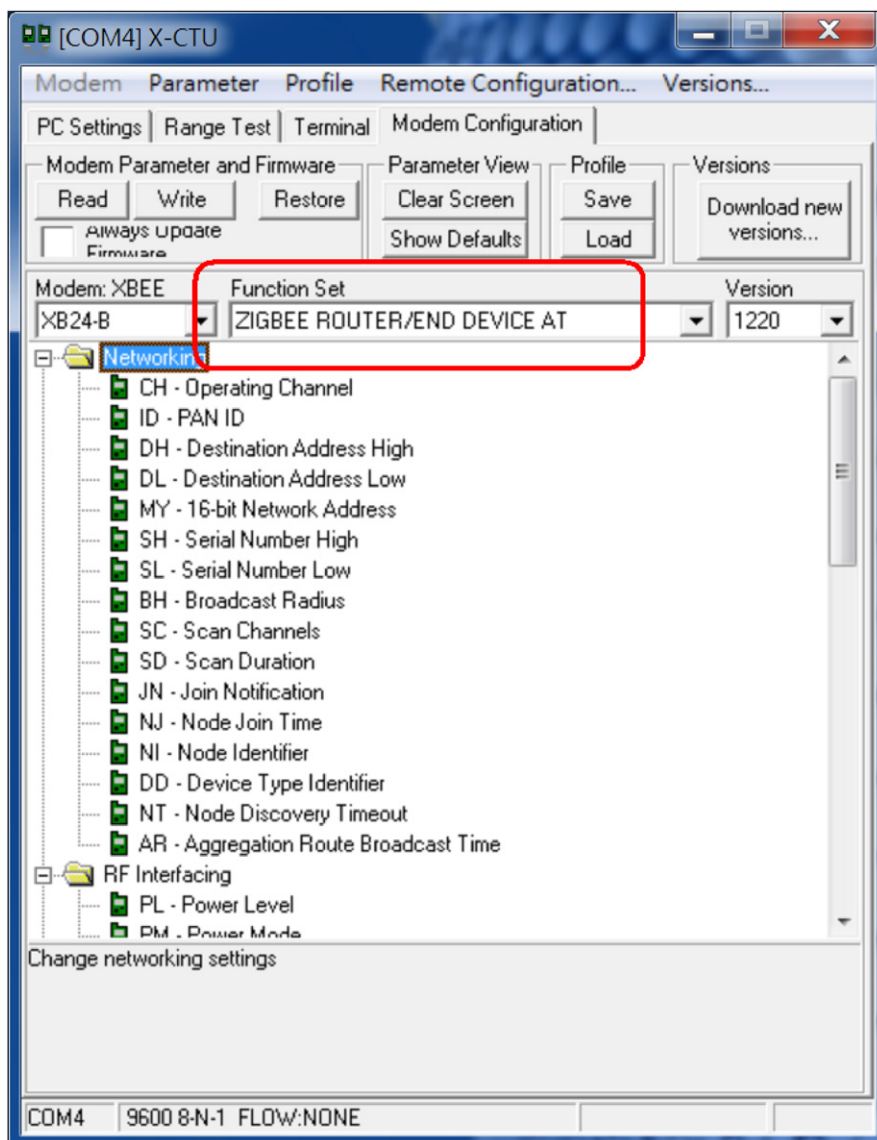 [COM4] X-CTU
Modem Parameter Profile Remote Configuration... Versions...
PC Settings Range Test Terminal Modem Configuration
Modem Parameter and Firmware Parameter View Profile Versions
Read Write Restore Clear Screen Save Download new versions...
Always Update Firmware Show Defaults Load
Modem: XBEE Function Set Version
XB24-B ZIGBEE ROUTER/END DEVICE AT 1220
Networking
CH - Operating Channel
ID - PAN ID
DH - Destination Address High
DL - Destination Address Low
MY - 16-bit Network Address
SH - Serial Number High
SL - Serial Number Low
BH - Broadcast Radius
SC - Scan Channels
SD - Scan Duration
JN - Join Notification
NJ - Node Join Time
NI - Node Identifier
DD - Device Type Identifier
NT - Node Discovery Timeout
AR - Aggregation Route Broadcast Time
RF Interfacing
PL - Power Level
PM - Power Mode
Change networking settings
COM4 9600 8-N-1 FLOW:NONE